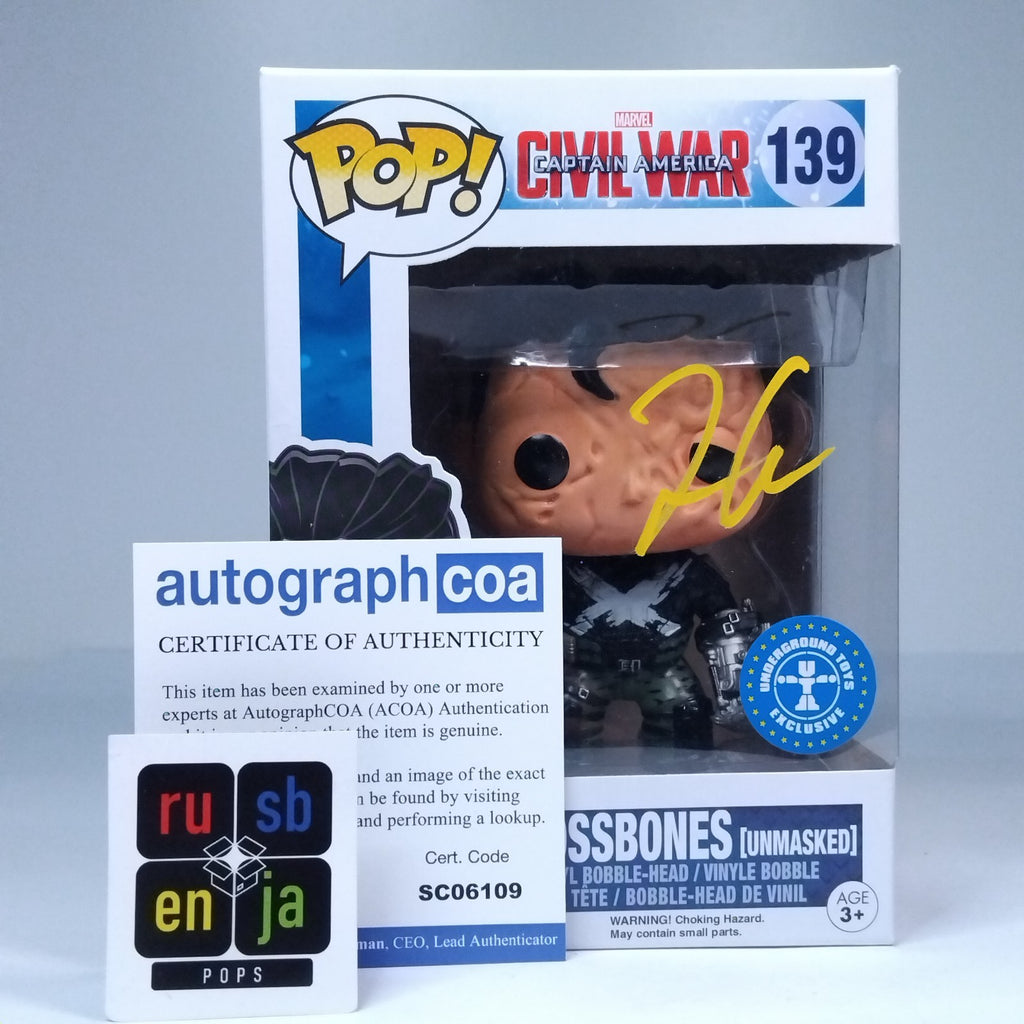 POP!
MARVEL
CIVIL WAR
CAPTAIN AMERICA
139
UNDERGROUND TOYS
UT
EXCLUSIVE
SSBONES [UNMASKED]
YL BOBBLE-HEAD / VINYLE BOBBLE
TÊTE / BOBBLE-HEAD DE VINIL
WARNING! Choking Hazard.
May contain small parts.
AGE
3+
autograph coa
CERTIFICATE OF AUTHENTICITY
This item has been examined by one or more
experts at AutographCOA (ACOA) Authentication
the item is genuine.
and an image of the exact
be found by visiting
and performing a lookup.
Cert. Code
SC06109
man, CEO, Lead Authenticator
ru sb
en ja
POPS